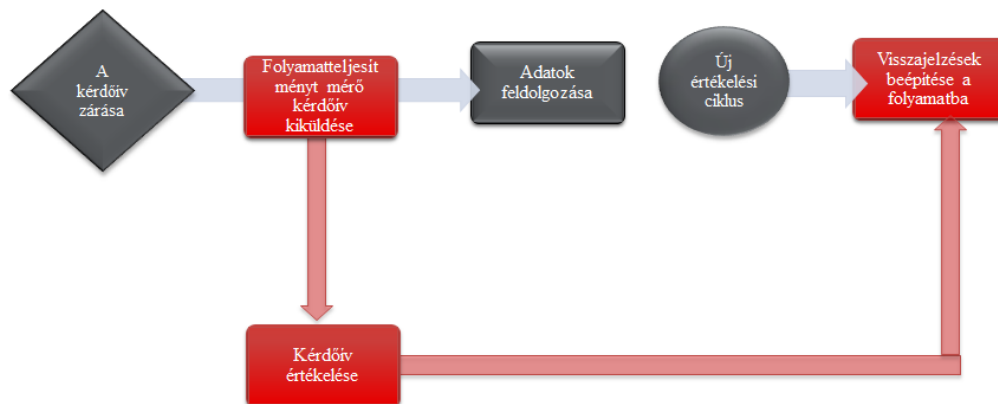 A
kérdőív
zárása
Folyamatteljesít
ményt mérő
kérdőív
kiküldése
Adatok
feldolgozása
Új
értékelési
ciklus
Visszajelzések
beépítése a
folyamatba
Kérdőív
értékelése